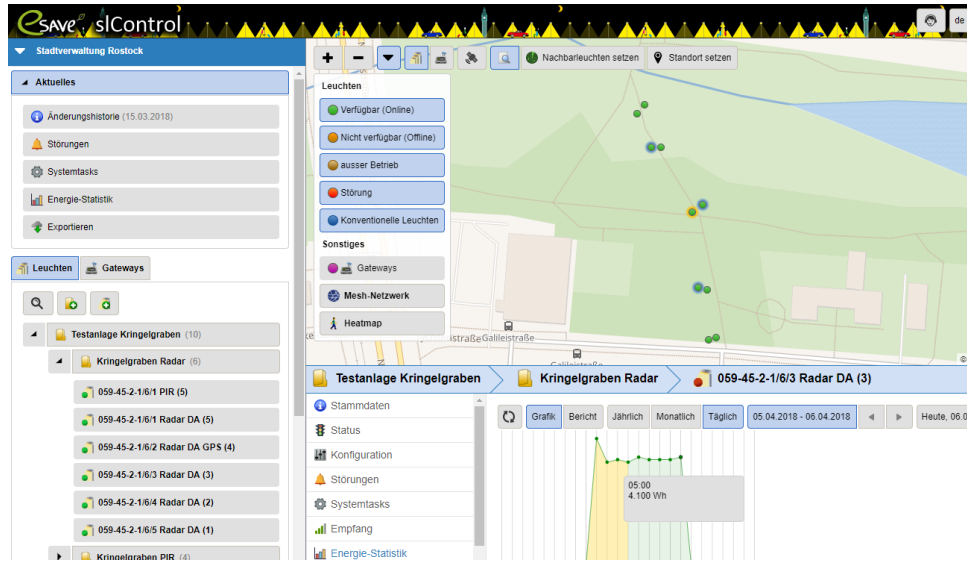 eSAVE slControl
de
Stadtverwaltung Rostock
Aktuelles
Änderungshistorie (15.03.2018)
Störungen
Systemtasks
Energie-Statistik
Exportieren
Leuchten Gateways
Testanlage Kringelgraben (10)
Kringelgraben Radar (6)
059-45-2-1/6/1 PIR (5)
059-45-2-1/6/1 Radar DA (5)
059-45-2-1/6/2 Radar DA GPS (4)
059-45-2-1/6/3 Radar DA (3)
059-45-2-1/6/4 Radar DA (2)
059-45-2-1/6/5 Radar DA (1)
Kringelgraben PIR (4)
Nachbarleuchten setzen Standort setzen
Leuchten
Verfügbar (Online)
Nicht verfügbar (Offline)
ausser Betrieb
Störung
Konventionelle Leuchten
Sonstiges
Gateways
Mesh-Netzwerk
Heatmap
istraße Galileistraße
Galileistraße
©
Testanlage Kringelgraben Kringelgraben Radar 059-45-2-1/6/3 Radar DA (3)
Stammdaten
Status
Konfiguration
Störungen
Systemtasks
Empfang
Energie-Statistik
Grafik Bericht Jährlich Monatlich Täglich 05.04.2018 - 06.04.2018 Heute, 06.0
05:00
4.100 Wh